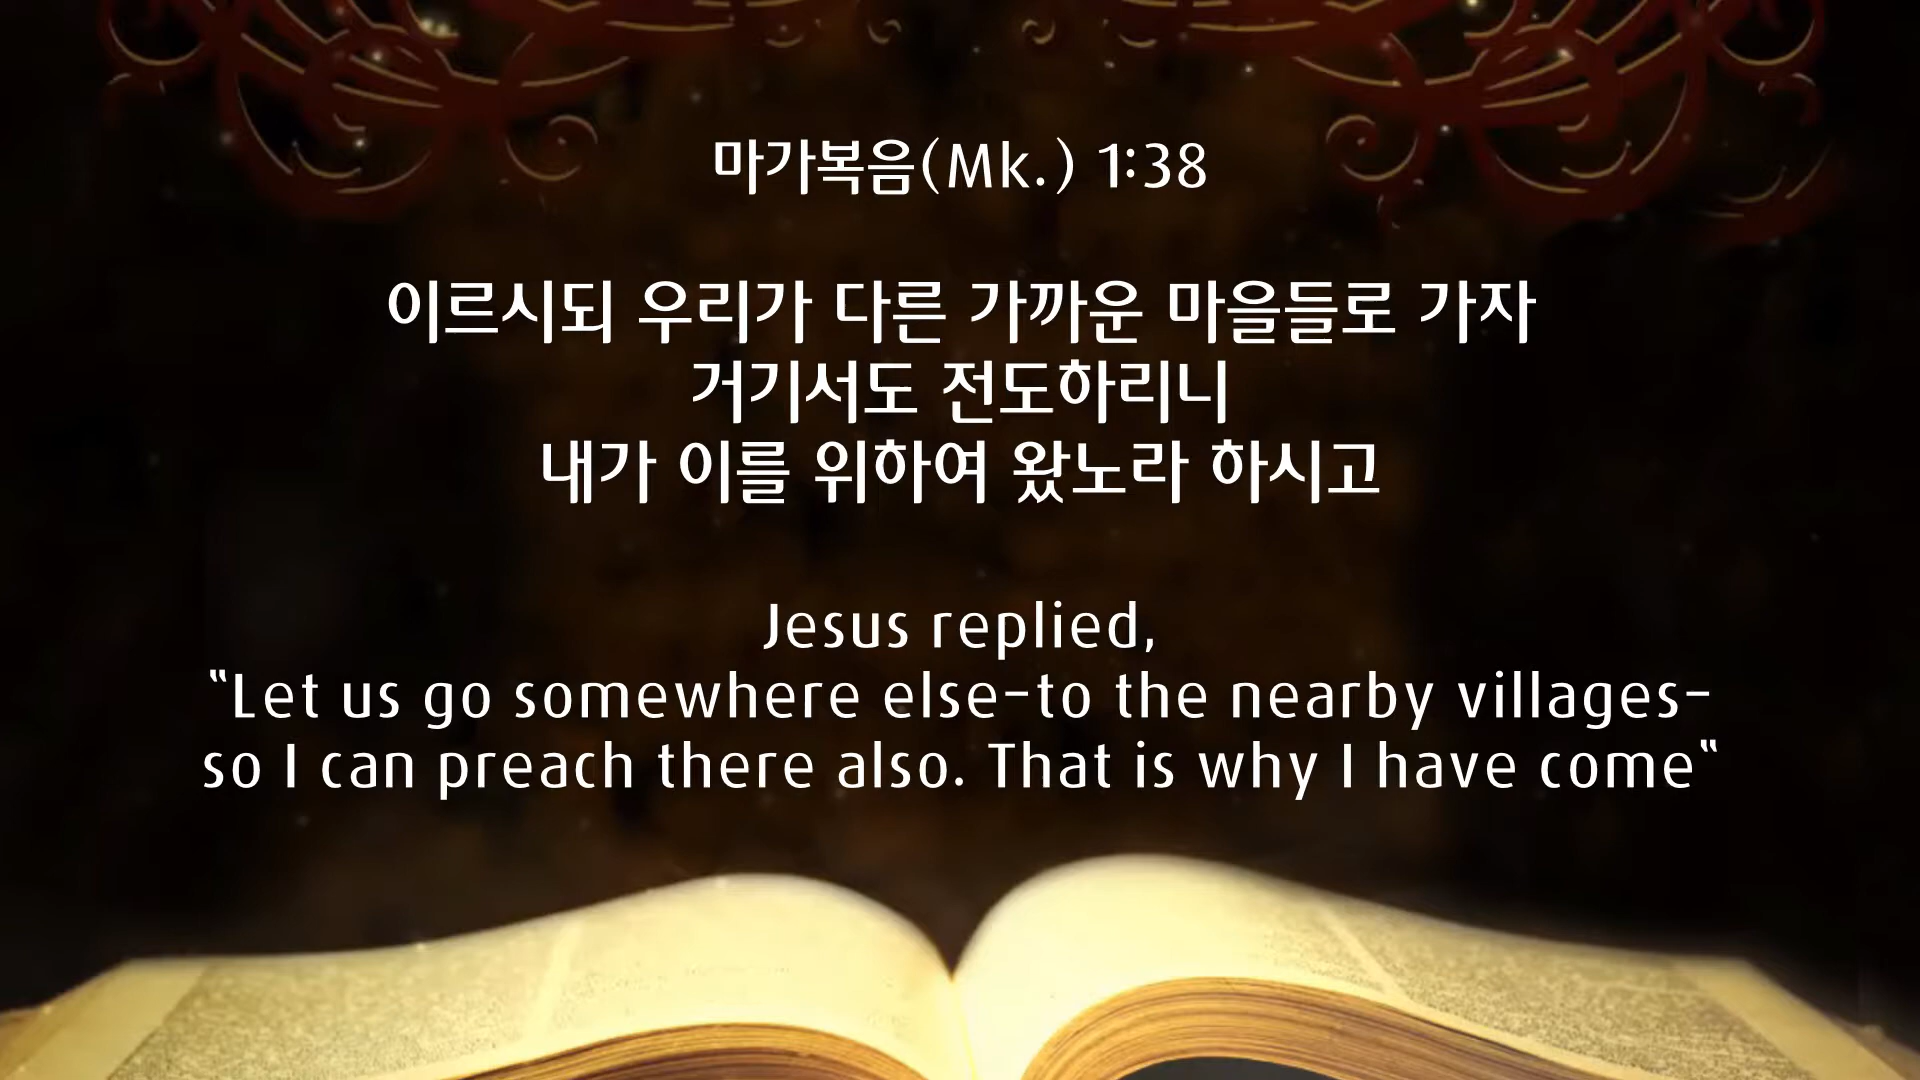 마가복음(Mk.) 1:38
이르시되 우리가 다른 가까운 마을들로 가자
거기서도 전도하리니
내가 이를 위하여 왔노라 하시고
Jesus replied,
“Let us go somewhere else-to the nearby villages-
so I can preach there also. That is why I have come“